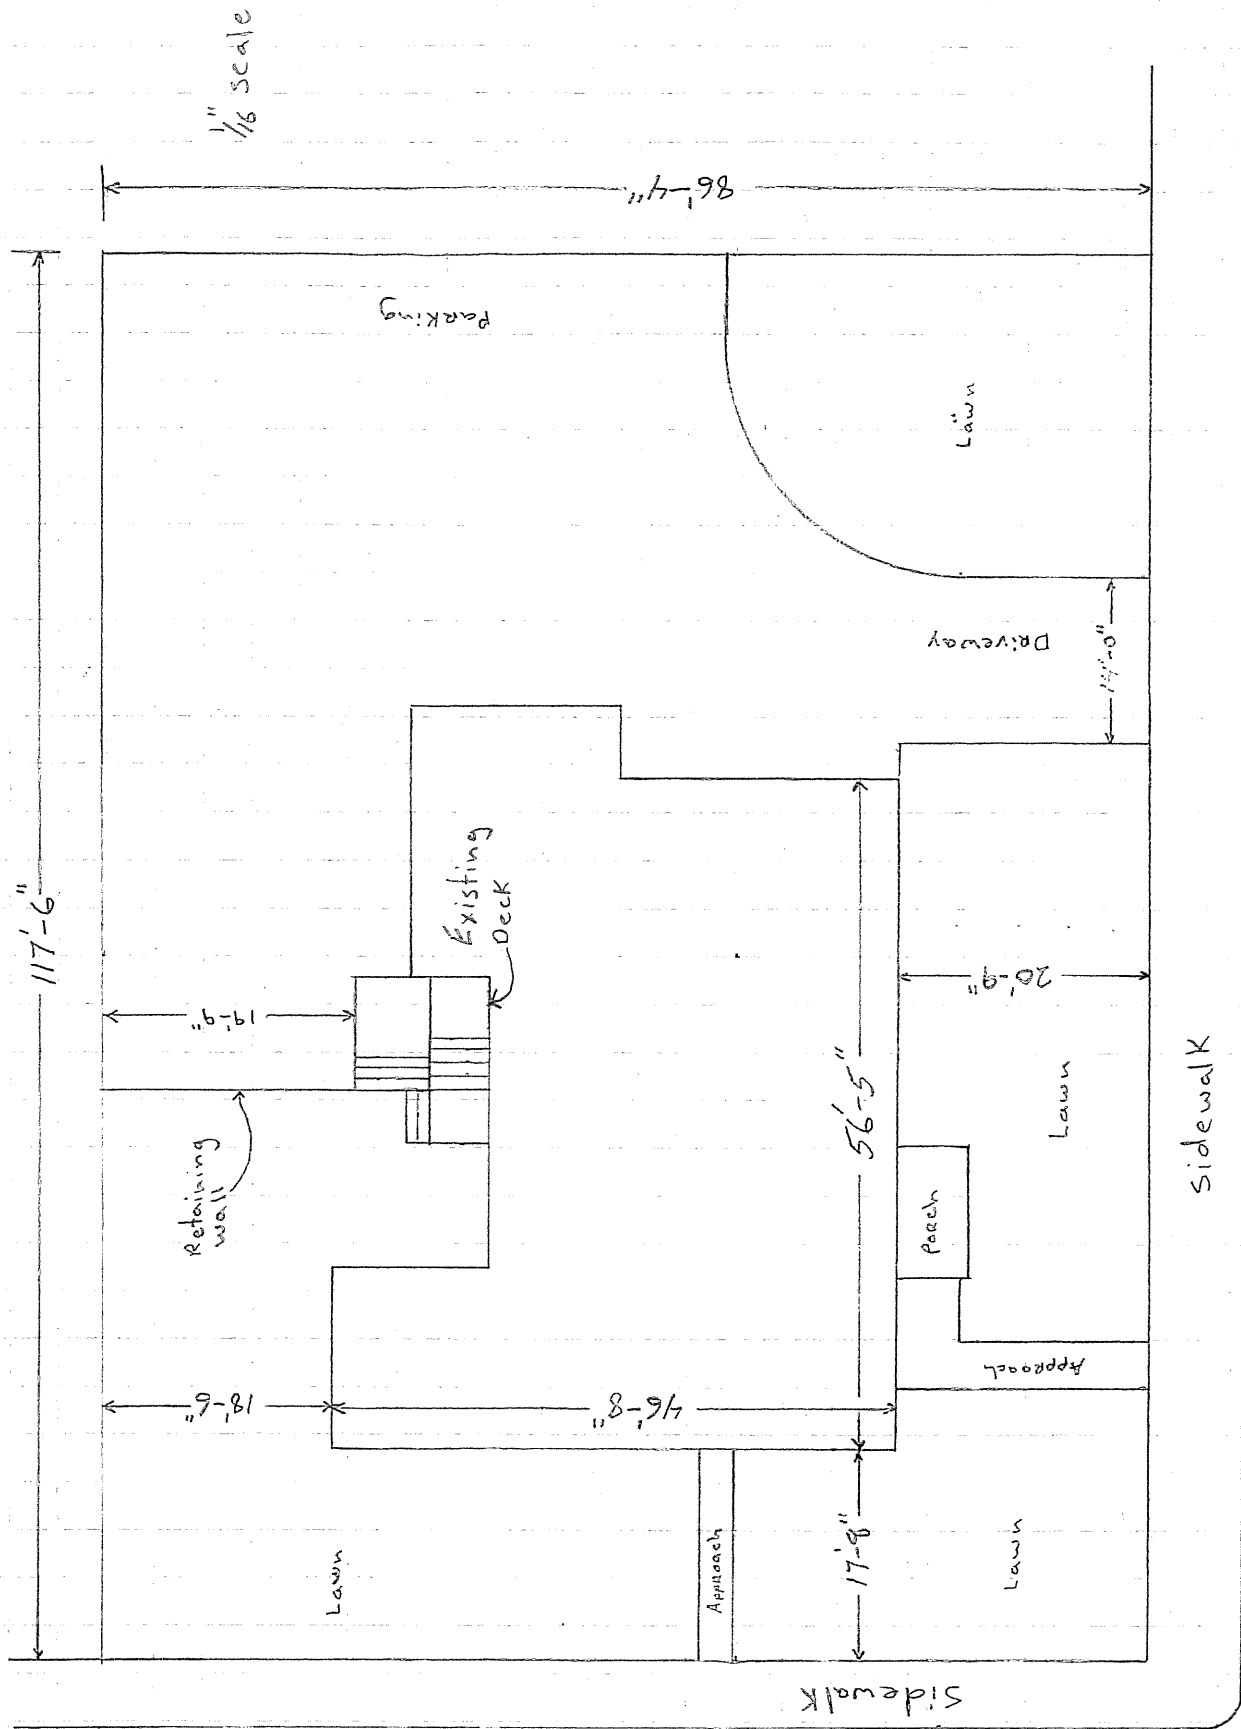 1/16" scale
117'-6"
86'-4"
Parking
Lawn
Driveway
14'-0"
Existing
Deck
19'-9"
Retaining
wall
56'-5"
20'-9"
Lawn
Porch
Sidewalk
Approach
18'-6"
46'-8"
Lawn
Approach
17'-9"
Lawn
Sidewalk